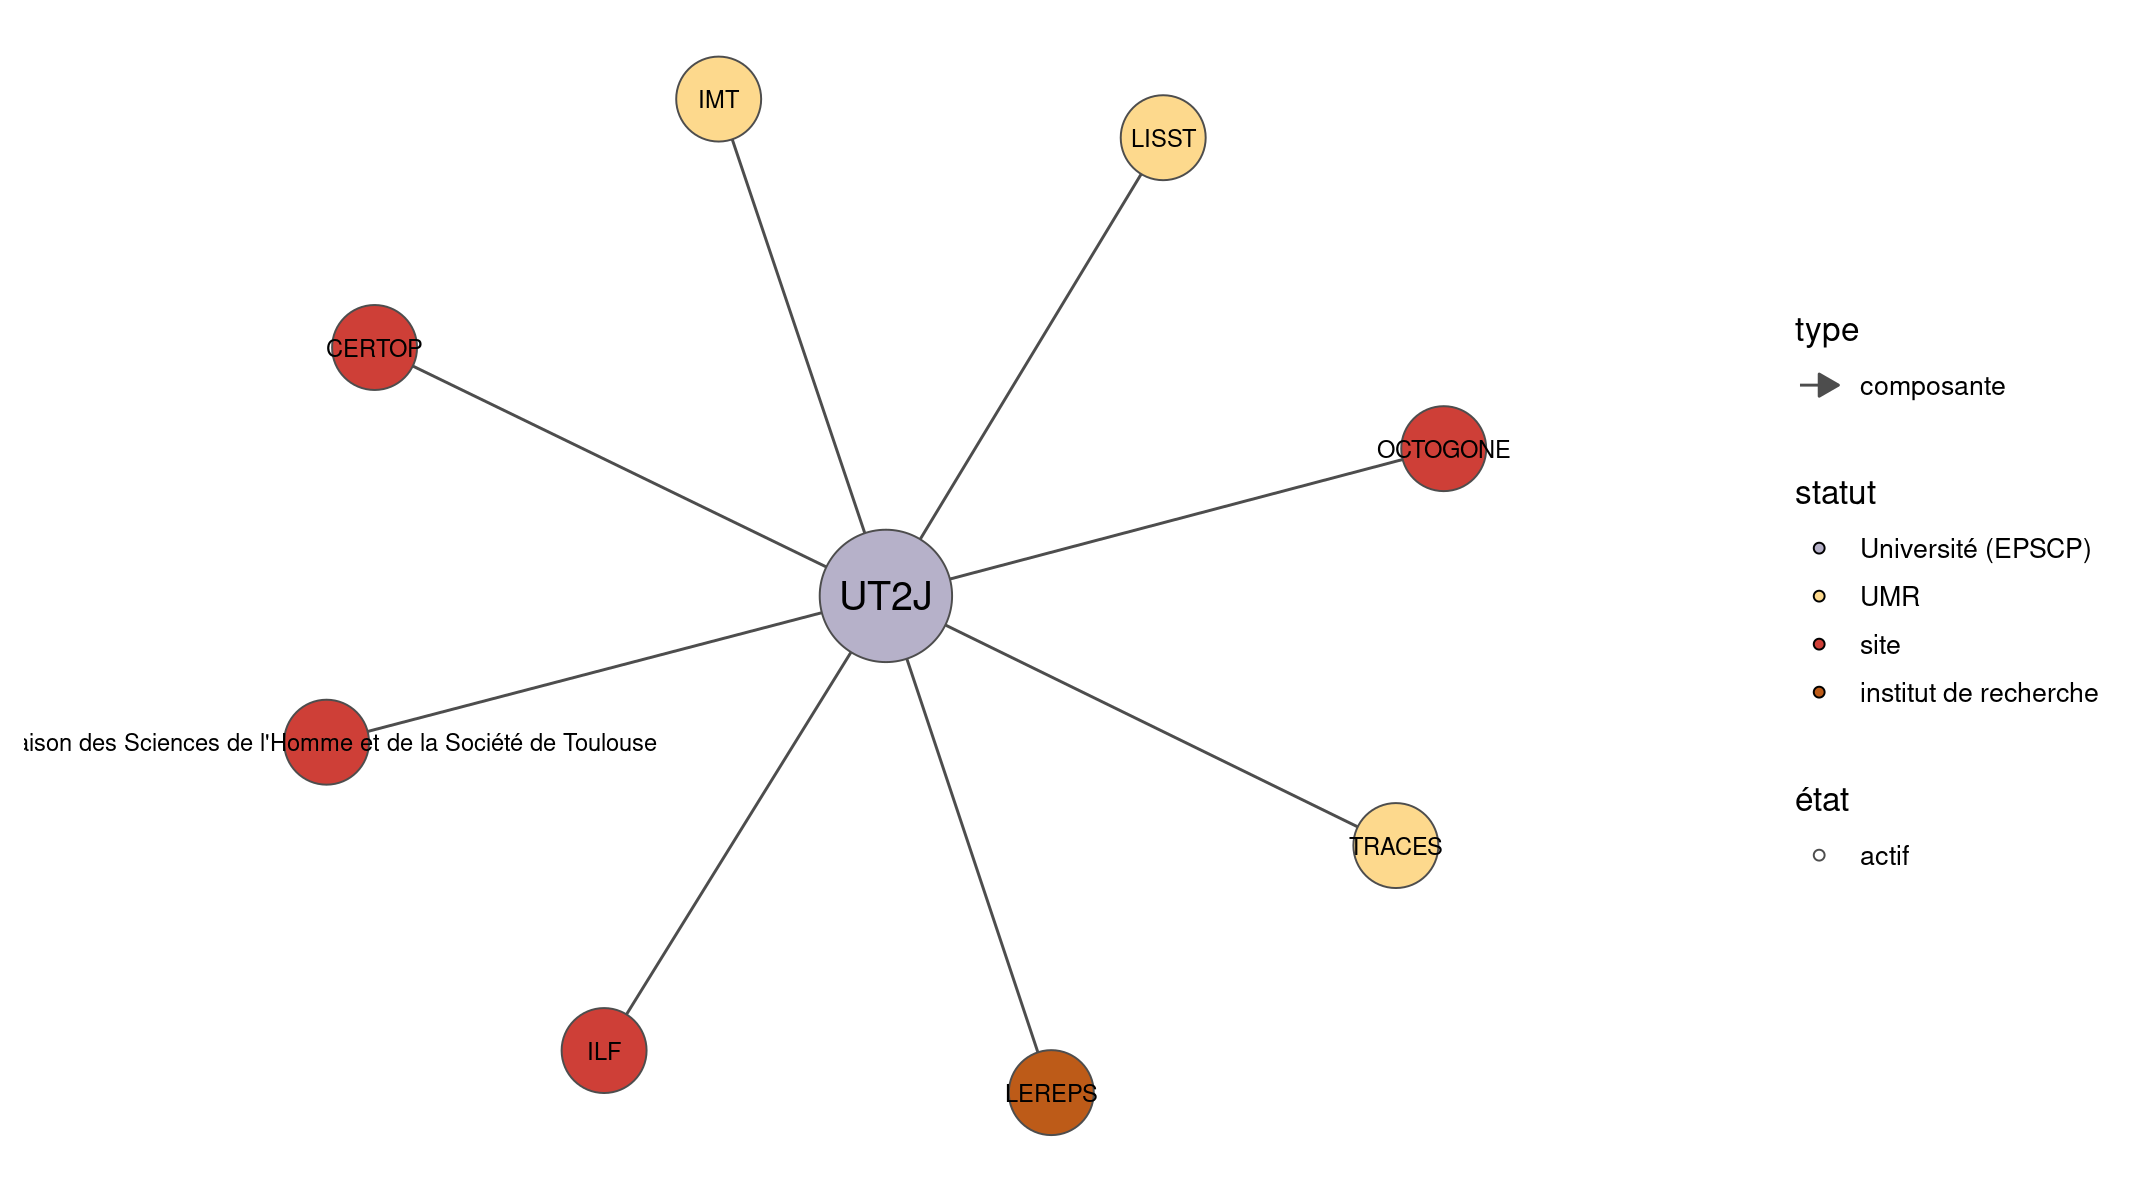 IMT
LISST
CERTOP
OCTOGONE
UT2J
aison des Sciences de l'Homme et de la Société de Toulouse
TRACES
ILF
LEREPS
type
composante
statut
Université (EPSCP)
UMR
site
institut de recherche
état
actif